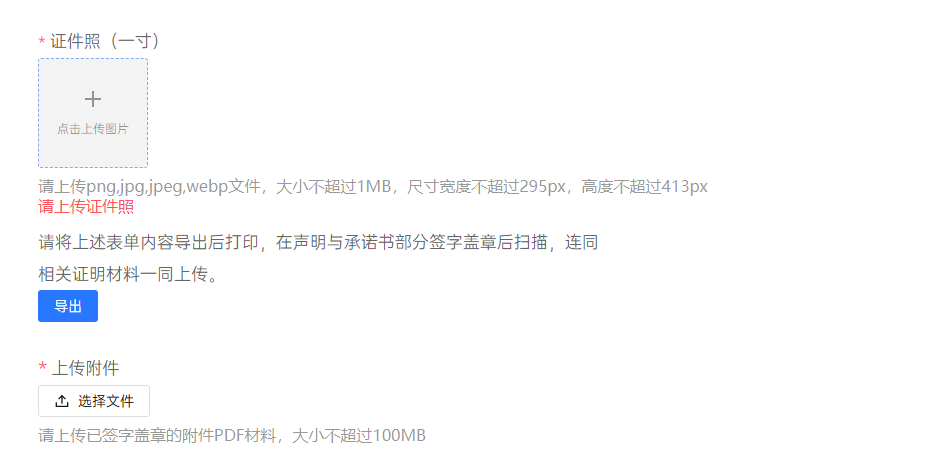 * 证件照（一寸）
点击上传图片
请上传png,jpg,jpeg,webp文件，大小不超过1MB，尺寸宽度不超过295px，高度不超过413px
请上传证件照
请将上述表单内容导出后打印，在声明与承诺书部分签字盖章后扫描，连同
相关证明材料一同上传。
导出
* 上传附件
选择文件
请上传已签字盖章的附件PDF材料，大小不超过100MB